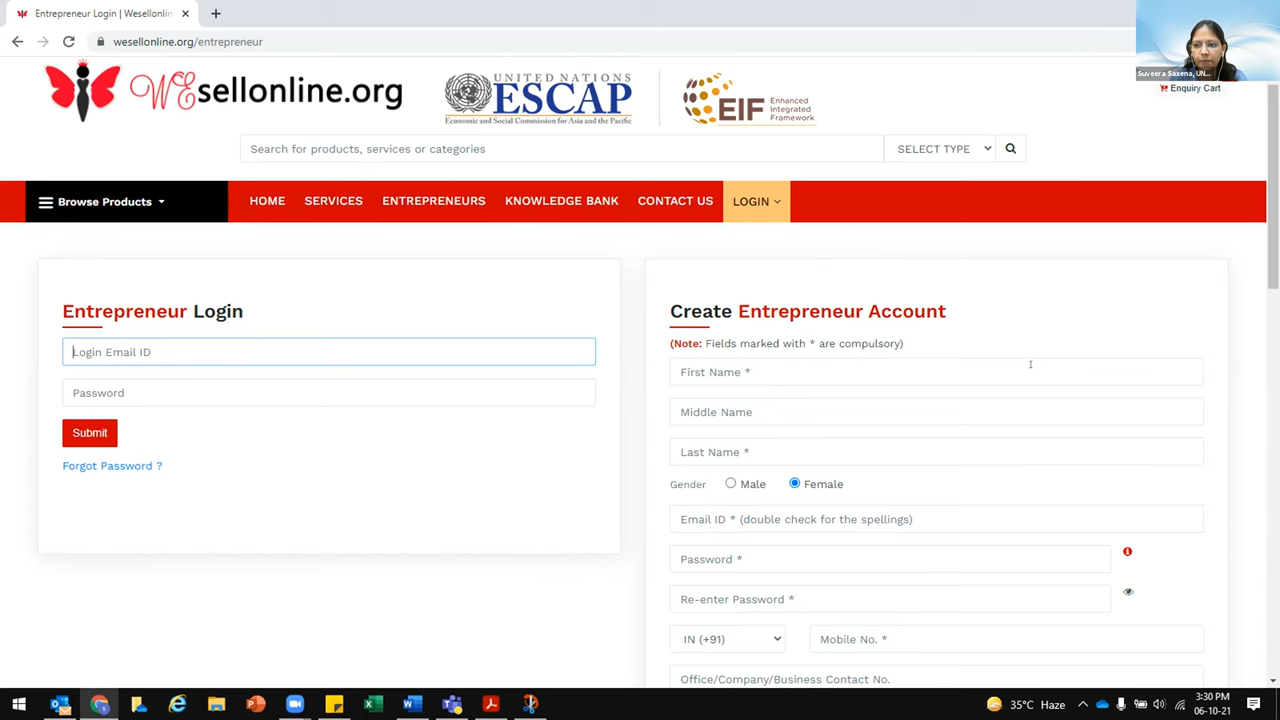 Entrepreneur Login | Wesellonlin
wesellonline.org/entrepreneur
Suveera Saxena, UN...
WEsellonline.org
UNITED NATIONS
ESCAP
Economic and Social Commission for Asia and the Pacific
EIF Enhanced Integrated Framework
Enquiry Cart
Search for products, services or categories
SELECT TYPE
Browse Products
HOME
SERVICES
ENTREPRENEURS
KNOWLEDGE BANK
CONTACT US
LOGIN
Entrepreneur Login
Login Email ID
Password
Submit
Forgot Password ?
Create Entrepreneur Account
(Note: Fields marked with * are compulsory)
First Name *
Middle Name
Last Name *
Gender Male Female
Email ID * (double check for the spellings)
Password *
Re-enter Password *
IN (+91) Mobile No. *
Office/Company/Business Contact No.
35°C Haze
3:30 PM
06-10-21